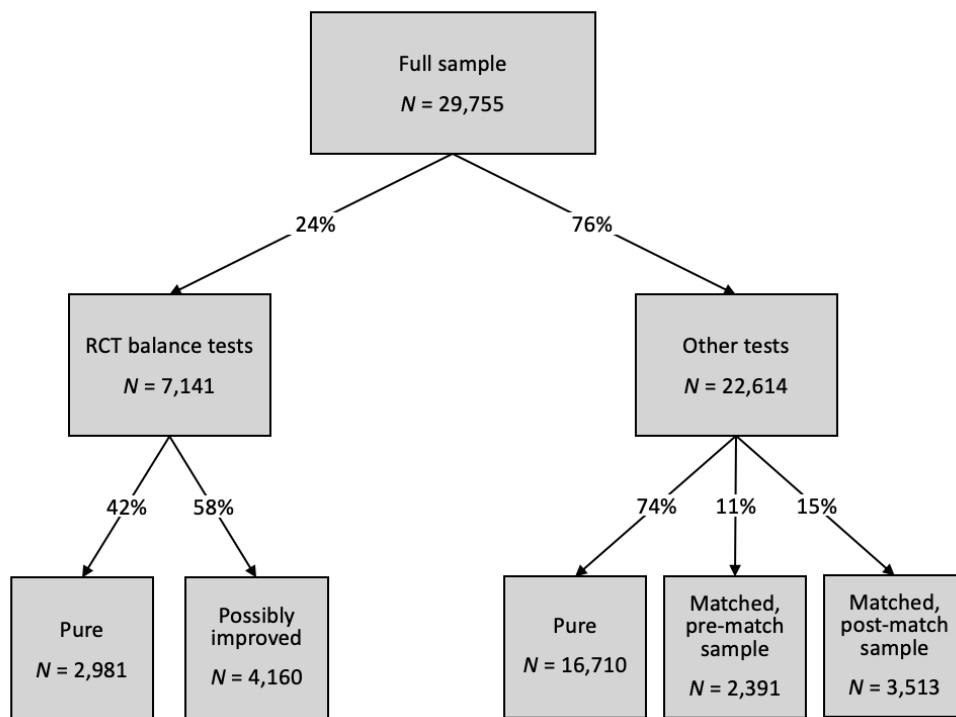 Full sample
N = 29,755
24%
76%
RCT balance tests
N = 7,141
Other tests
N = 22,614
42%
58%
74%
11%
15%
Pure
N = 2,981
Possibly
improved
N = 4,160
Pure
N = 16,710
Matched,
pre-match
sample
N = 2,391
Matched,
post-match
sample
N = 3,513